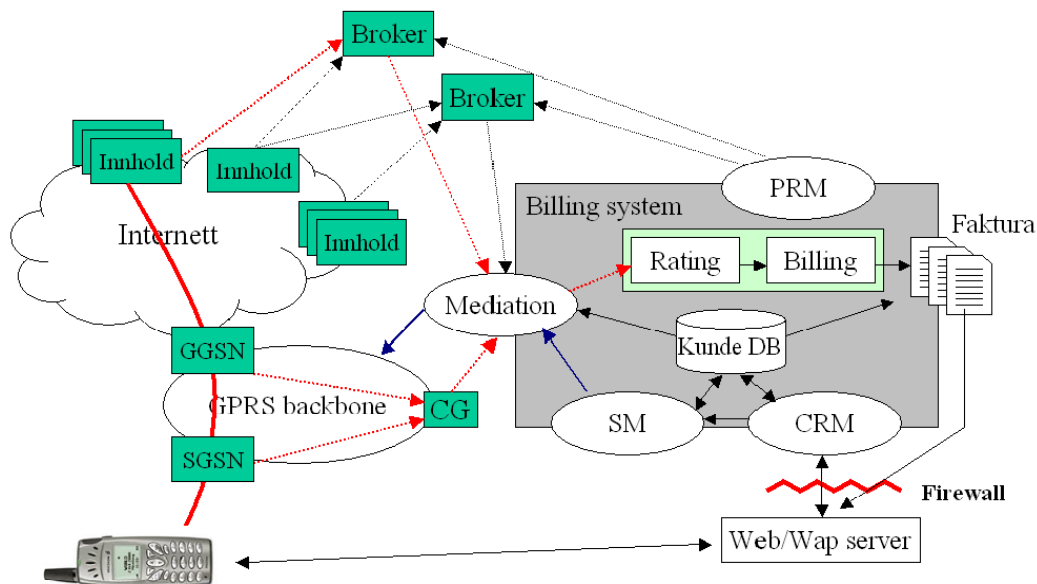 Broker
Broker
Innhold
Innhold
Innhold
Internett
PRM
Billing system
Faktura
Rating
Billing
Mediation
Kunde DB
GGSN
GPRS backbone
CG
SM
CRM
SGSN
Firewall
Web/Wap server